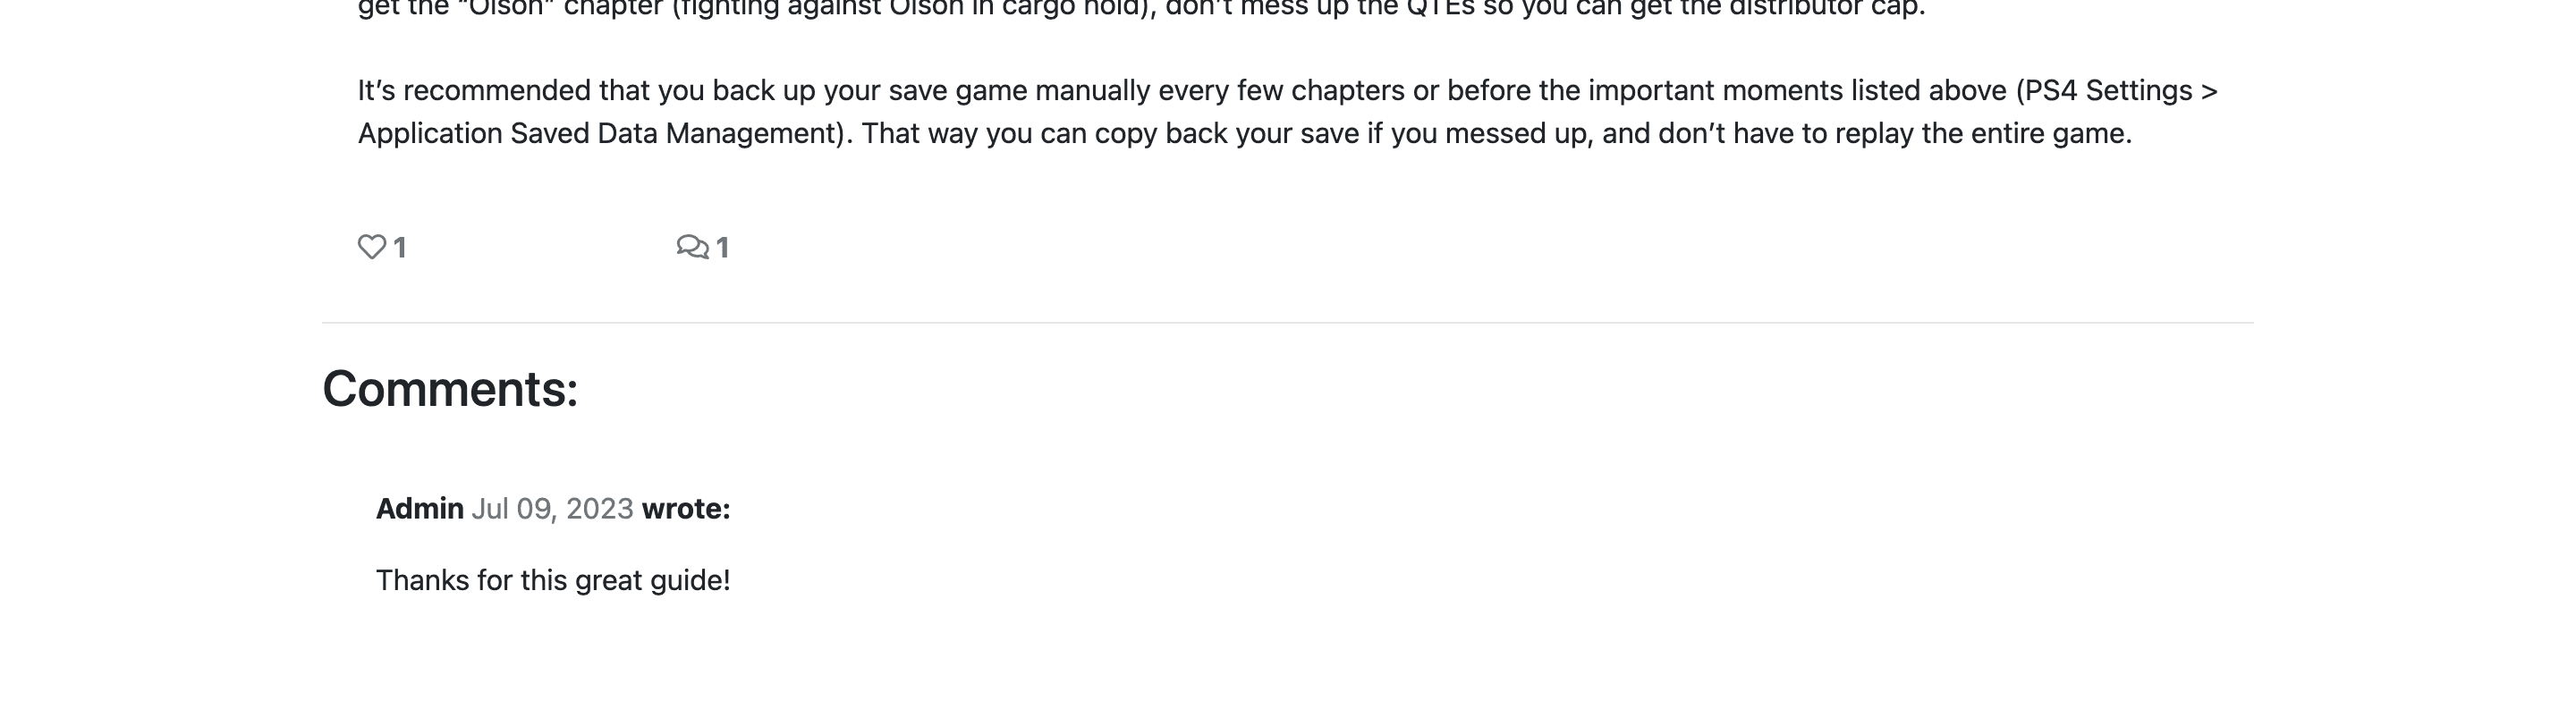 get the “Olson” chapter (fighting against Olson in cargo hold), don’t mess up the QTEs so you can get the distributor cap.
It’s recommended that you back up your save game manually every few chapters or before the important moments listed above (PS4 Settings >
Application Saved Data Management). That way you can copy back your save if you messed up, and don’t have to replay the entire game.
1 1
Comments:
Admin Jul 09, 2023 wrote:
Thanks for this great guide!